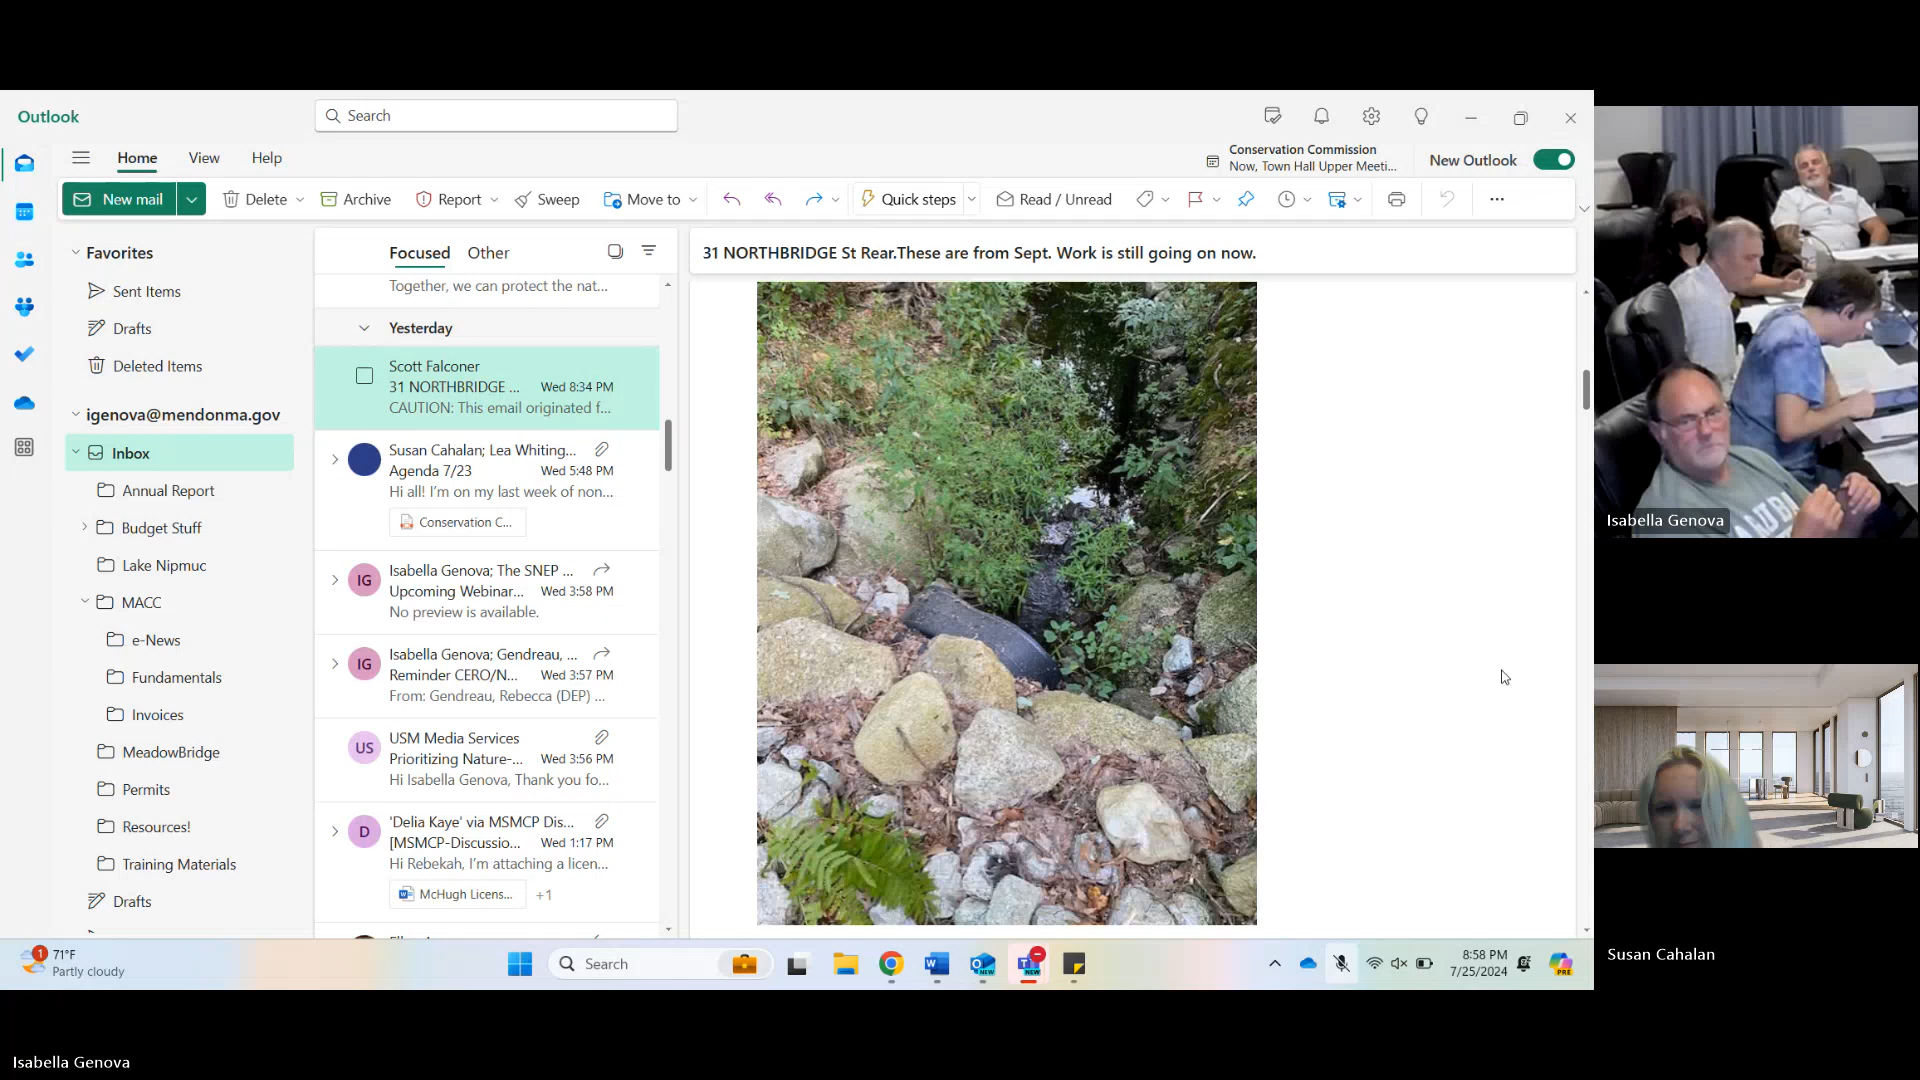 Outlook
Search
Home
View
Help
Conservation Commission
Now, Town Hall Upper Meeti...
New Outlook
New mail
Delete
Archive
Report
Sweep
Move to
Quick steps
Read / Unread
Favorites
Sent Items
Drafts
Deleted Items
igenova@mendonma.gov
Inbox
Annual Report
Budget Stuff
Lake Nipmuc
MACC
e-News
Fundamentals
Invoices
MeadowBridge
Permits
Resources!
Training Materials
Drafts
Focused
Other
Together, we can protect the nat...
Yesterday
Scott Falconer
31 NORTHBRIDGE ... Wed 8:34 PM
CAUTION: This email originated f...
Susan Cahalan; Lea Whiting...
Agenda 7/23 Wed 5:48 PM
Hi all! I'm on my last week of non...
Conservation C...
IG
Isabella Genova; The SNEP ...
Upcoming Webinar... Wed 3:58 PM
No preview is available.
IG
Isabella Genova; Gendreau, ...
Reminder CERO/N... Wed 3:57 PM
From: Gendreau, Rebecca (DEP) ...
US
USM Media Services
Prioritizing Nature-... Wed 3:56 PM
Hi Isabella Genova, Thank you fo...
D
'Delia Kaye' via MSMCP Dis...
[MSMCP-Discussio... Wed 1:17 PM
Hi Rebekah, I'm attaching a licen...
McHugh Licens... +1
31 NORTHBRIDGE St Rear.These are from Sept. Work is still going on now.
Isabella Genova
Susan Cahalan
1
71°F
Partly cloudy
Search
NEW
NEW
8:58 PM
7/25/2024
PRE
Isabella Genova